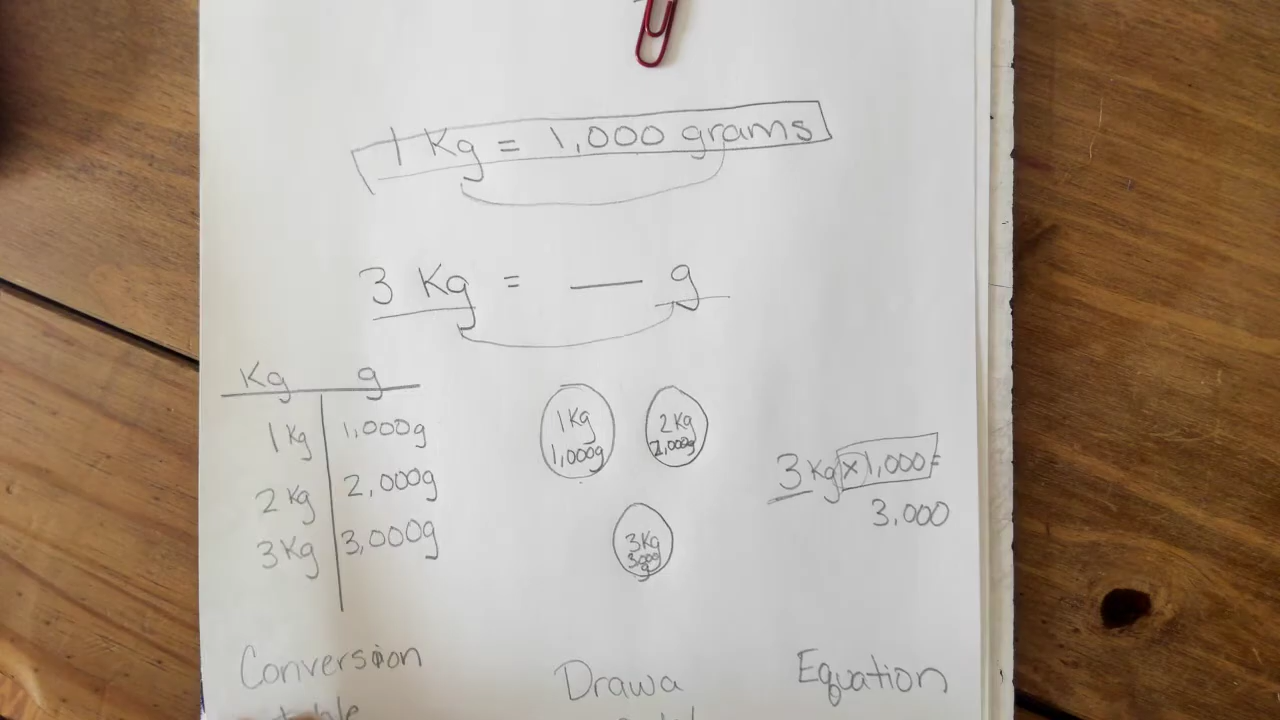 1 Kg = 1,000 grams
3 Kg = ___ g
Kg g
1 Kg 1,000g
2 Kg 2,000g
3 Kg 3,000g
1 Kg
1,000g
2 Kg
2,000g
3 Kg
3,000
g
3 Kg x 1,000 =
3,000
Conversion
table
Draw a
Equation